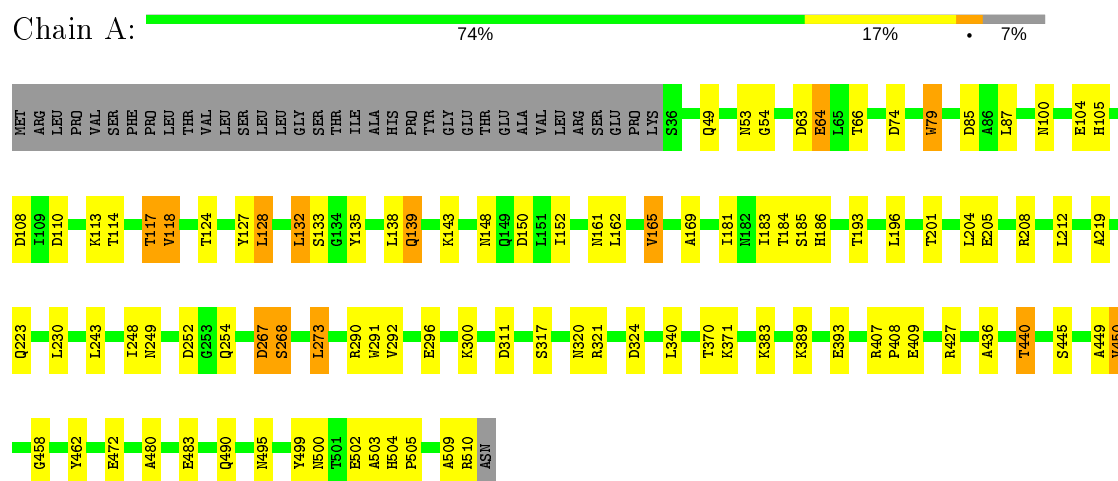 Chain A:
74% 17% • 7%
MET ARG LEU PRO VAL SER PHE PRO LEU THR VAL LEU SER LEU LEU GLY SER THR ILE ALA HIS PRO TYR GLY GLU THR GLU ALA VAL LEU ARG SER GLU PRO LYS S36 Q49 N53 G54 D63 E64 L65 T66 D74 W79 D85 A86 L87 N100 E104 H105
D108 I109 D110 K113 T114 T117 V118 T124 Y127 L128 L132 S133 G134 Y135 L138 Q139 K143 N148 Q149 D150 L151 I152 N161 L162 V165 A169 I181 N182 I183 T184 S185 H186 T193 L196 T201 L204 E205 R208 L212 A219
Q223 L230 L243 I248 N249 D252 G253 Q254 D267 S268 L273 R290 W291 V292 E296 K300 D311 S317 N320 R321 D324 L340 T370 K371 K383 K389 E393 R407 P408 E409 R427 A436 T440 S445 A449
G458 Y462 E472 A480 E483 Q490 N495 Y499 N500 T501 E502 A503 H504 P505 A509 R510 ASN